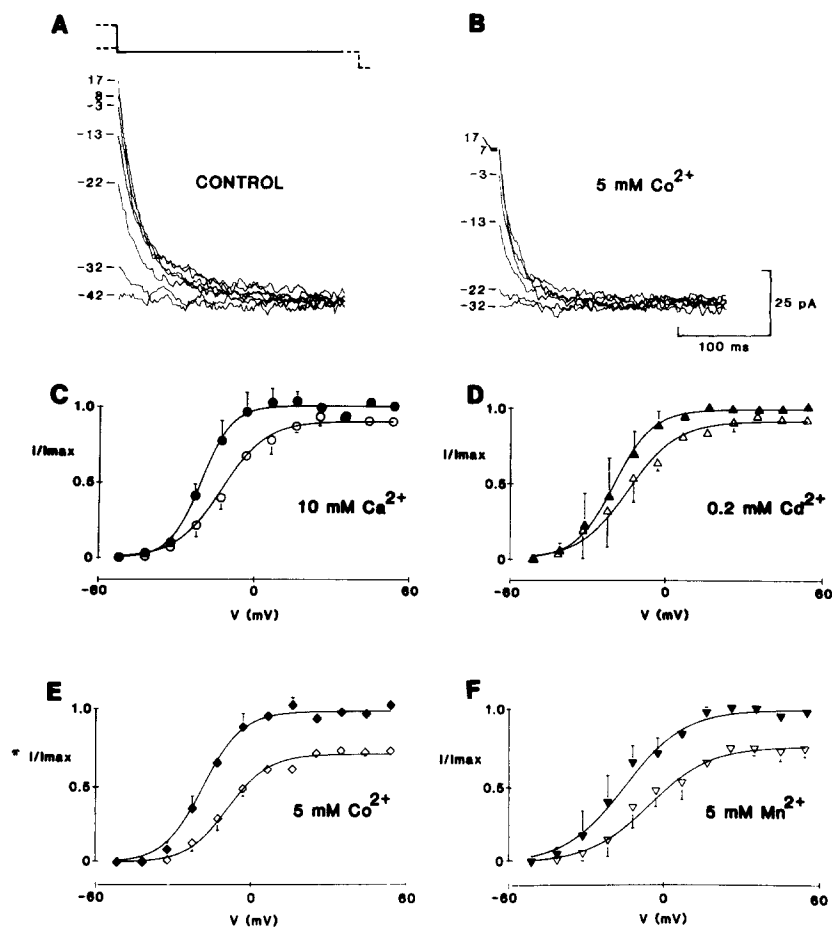 A
17
8
-3
-13
-22
-32
-42
CONTROL
B
17
7
-3
-13
-22
-32
5 mM Co2+
25 pA
100 ms
C
1.0
I/Imax
0.5
0
10 mM Ca2+
-60
0
60
V (mV)
D
1.0
I/Imax
0.5
0
0.2 mM Cd2+
-60
0
60
V (mV)
E
1.0
I/Imax
0.5
0
5 mM Co2+
-60
0
60
V (mV)
F
1.0
I/Imax
0.5
0
5 mM Mn2+
-60
0
60
V (mV)